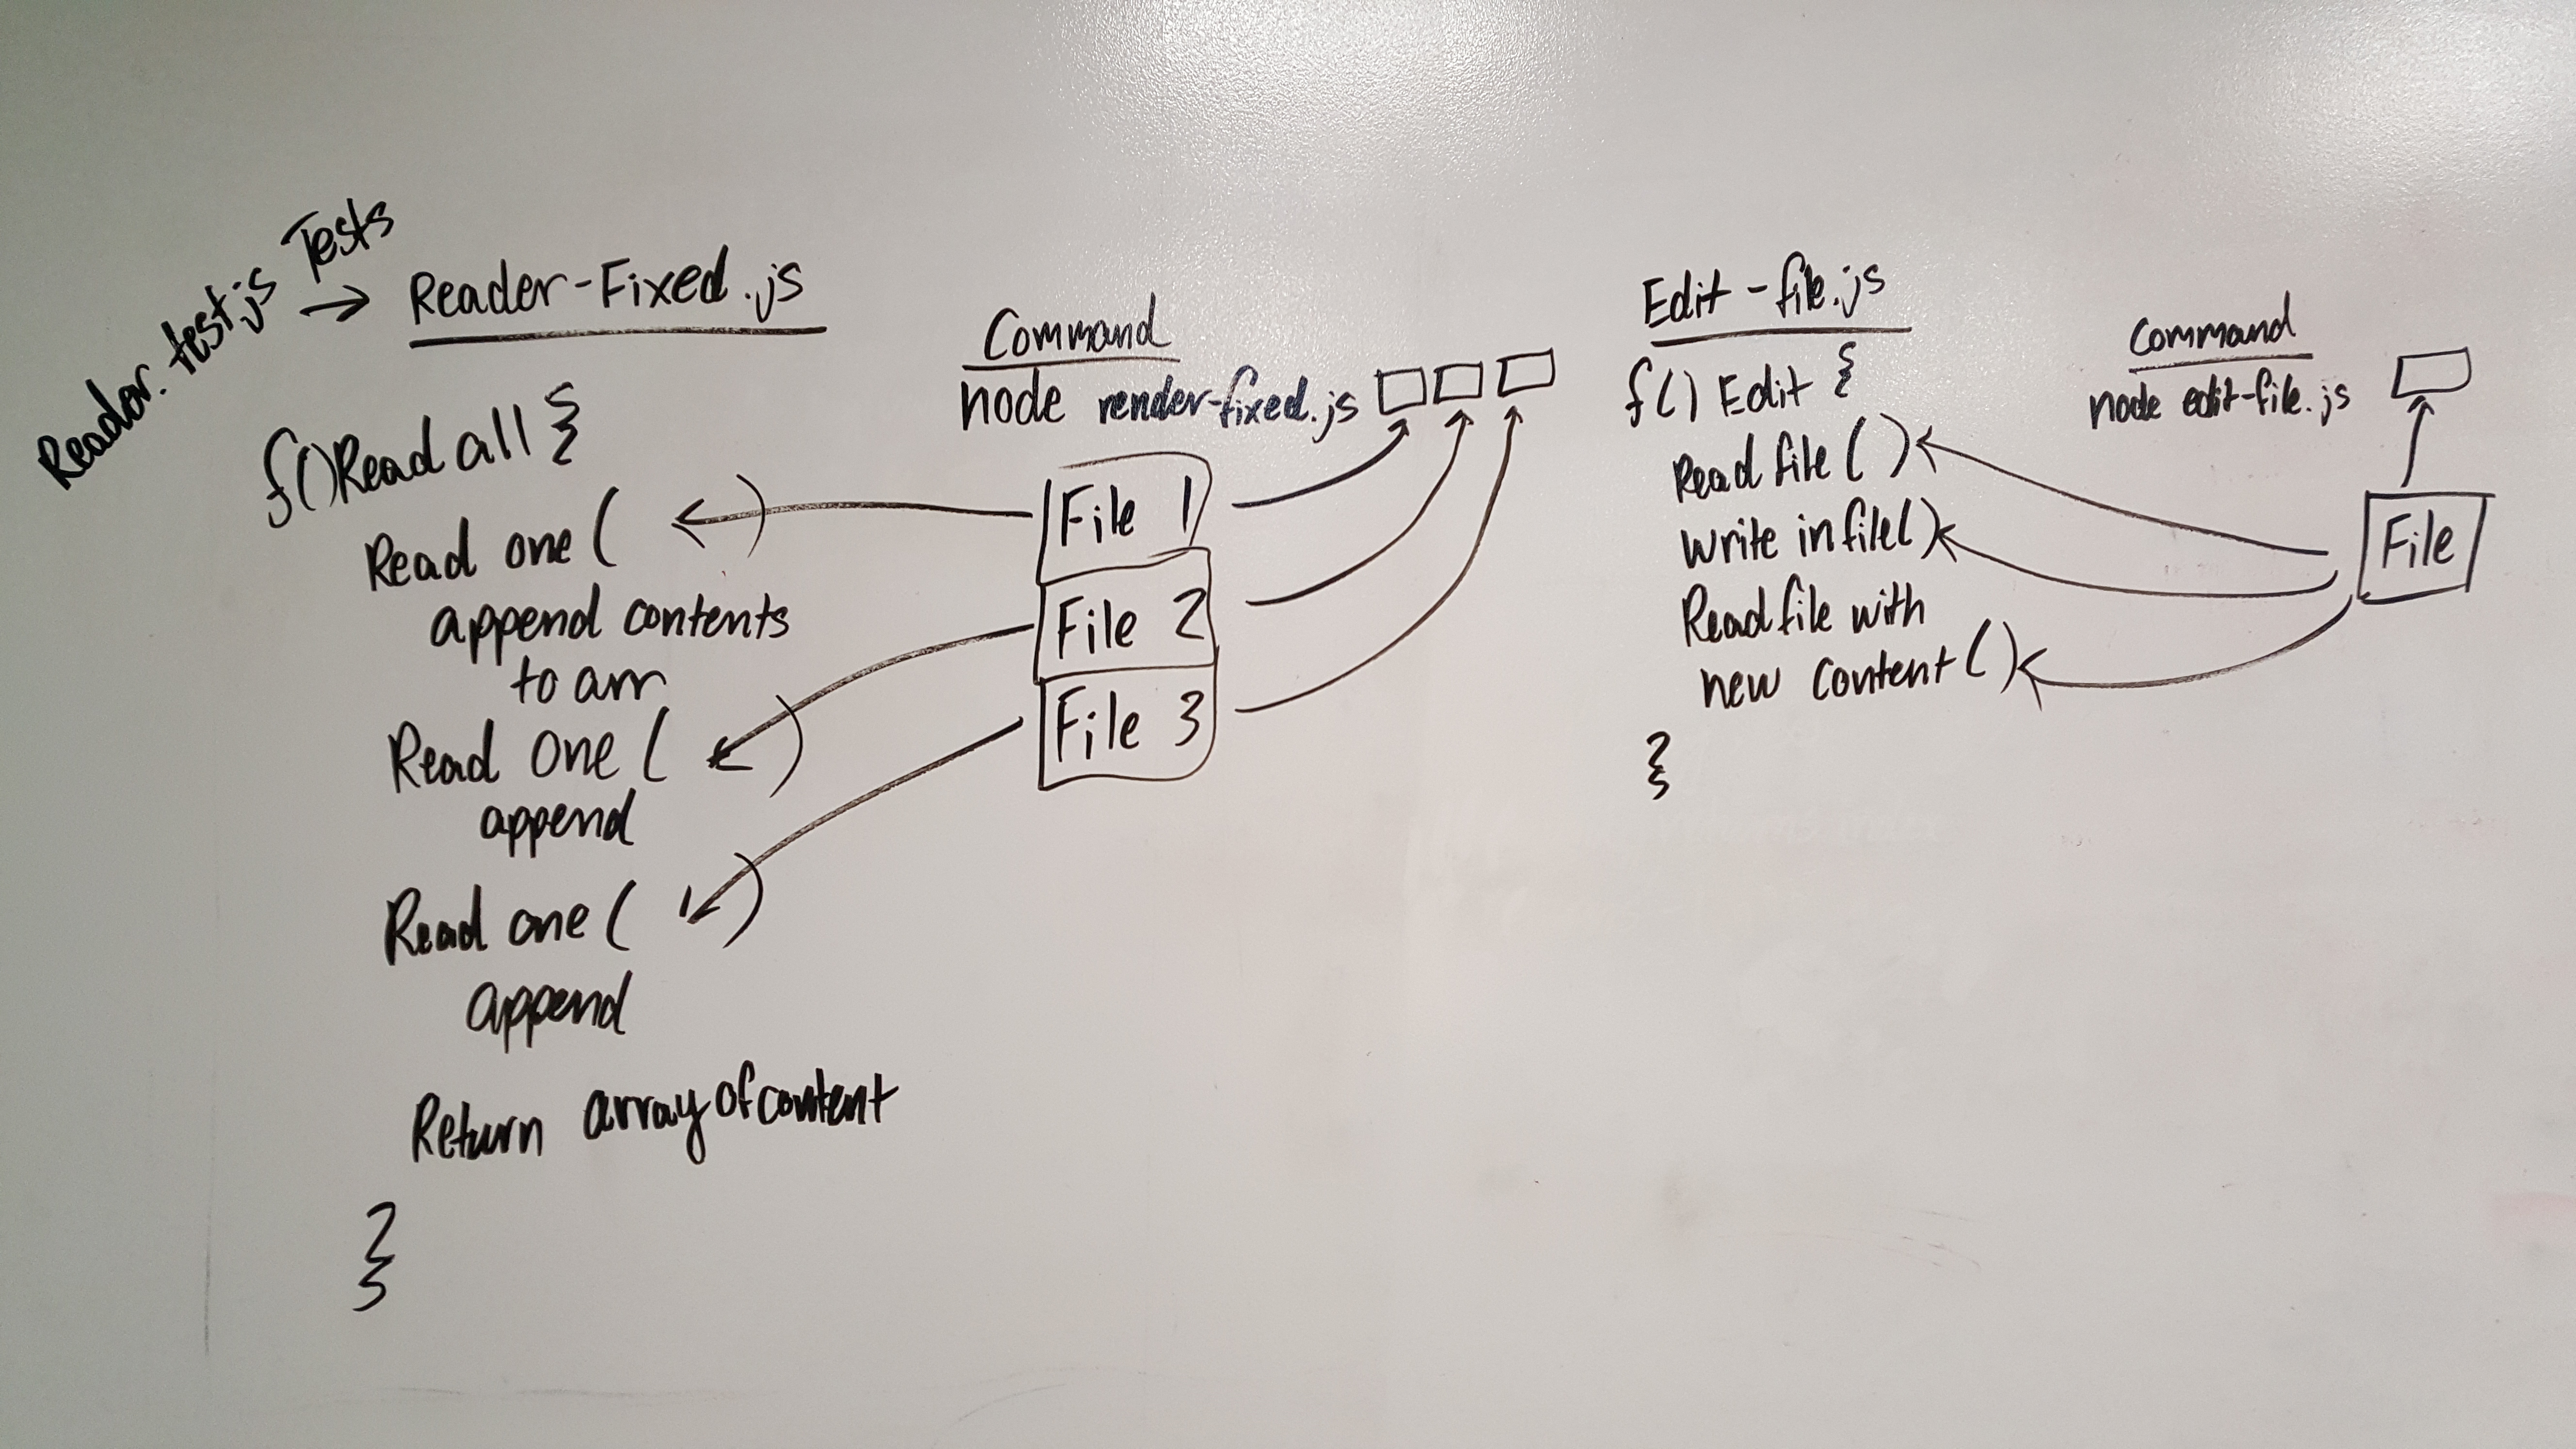 Reader.test.js Tests
→ Reader-Fixed.js
f() Read all {
Read one ( )
append contents
to arr
Read one ( )
append
Read one ( )
append
Return array of content
}
Command
node render-fixed.js
File 1
File 2
File 3
Edit-file.js
f() Edit {
Read file ( )
write in file( )
Read file with
new content ( )
}
Command
node edit-file.js
File